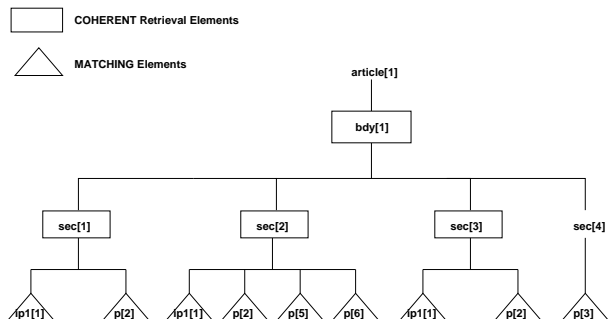 COHERENT Retrieval Elements
MATCHING Elements
article[1]
bdy[1]
sec[1] sec[2] sec[3] sec[4]
ip1[1] p[2] ip1[1] p[2] p[5] p[6] ip1[1] p[2] p[3]